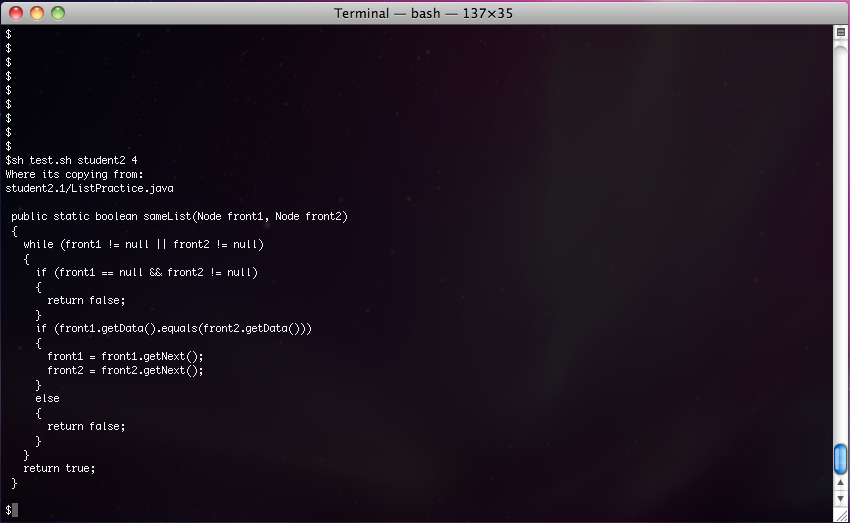 Terminal — bash — 137×35
$
$
$
$
$
$
$
$
$
$sh test.sh student2 4
Where its copying from:
student2.1/ListPractice.java
public static boolean sameList(Node front1, Node front2)
{
while (front1 != null || front2 != null)
{
if (front1 == null && front2 != null)
{
return false;
}
if (front1.getData().equals(front2.getData()))
{
front1 = front1.getNext();
front2 = front2.getNext();
}
else
{
return false;
}
}
return true;
}
$